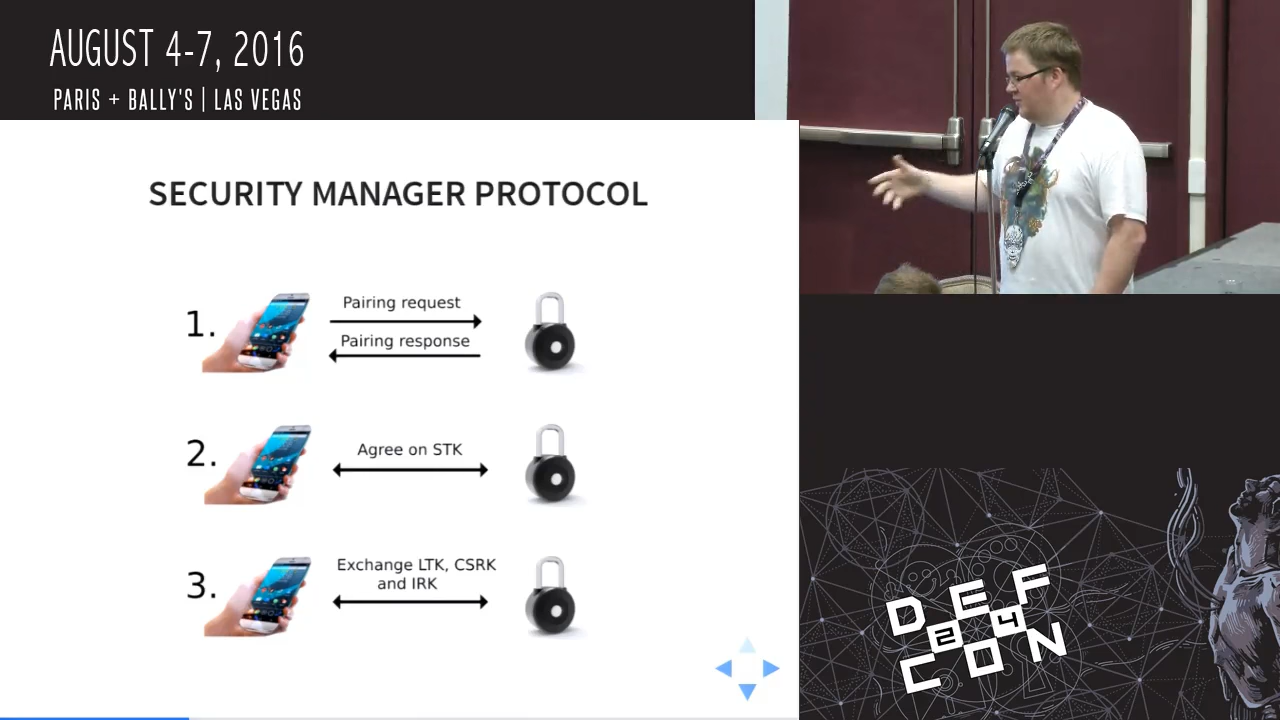 AUGUST 4-7, 2016
PARIS + BALLY'S | LAS VEGAS
SECURITY MANAGER PROTOCOL
1.
Pairing request
Pairing response
2.
Agree on STK
3.
Exchange LTK, CSRK
and IRK
DEF
24
CON